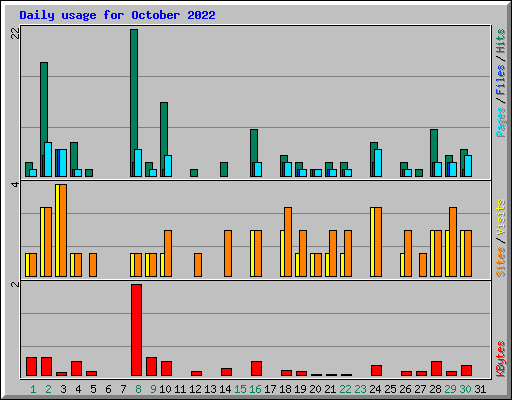 Daily usage for October 2022
22
Pages / Files / Hits
4
Sites / Visits
2
KBytes
1 2 3 4 5 6 7 8 9 10 11 12 13 14 15 16 17 18 19 20 21 22 23 24 25 26 27 28 29 30 31